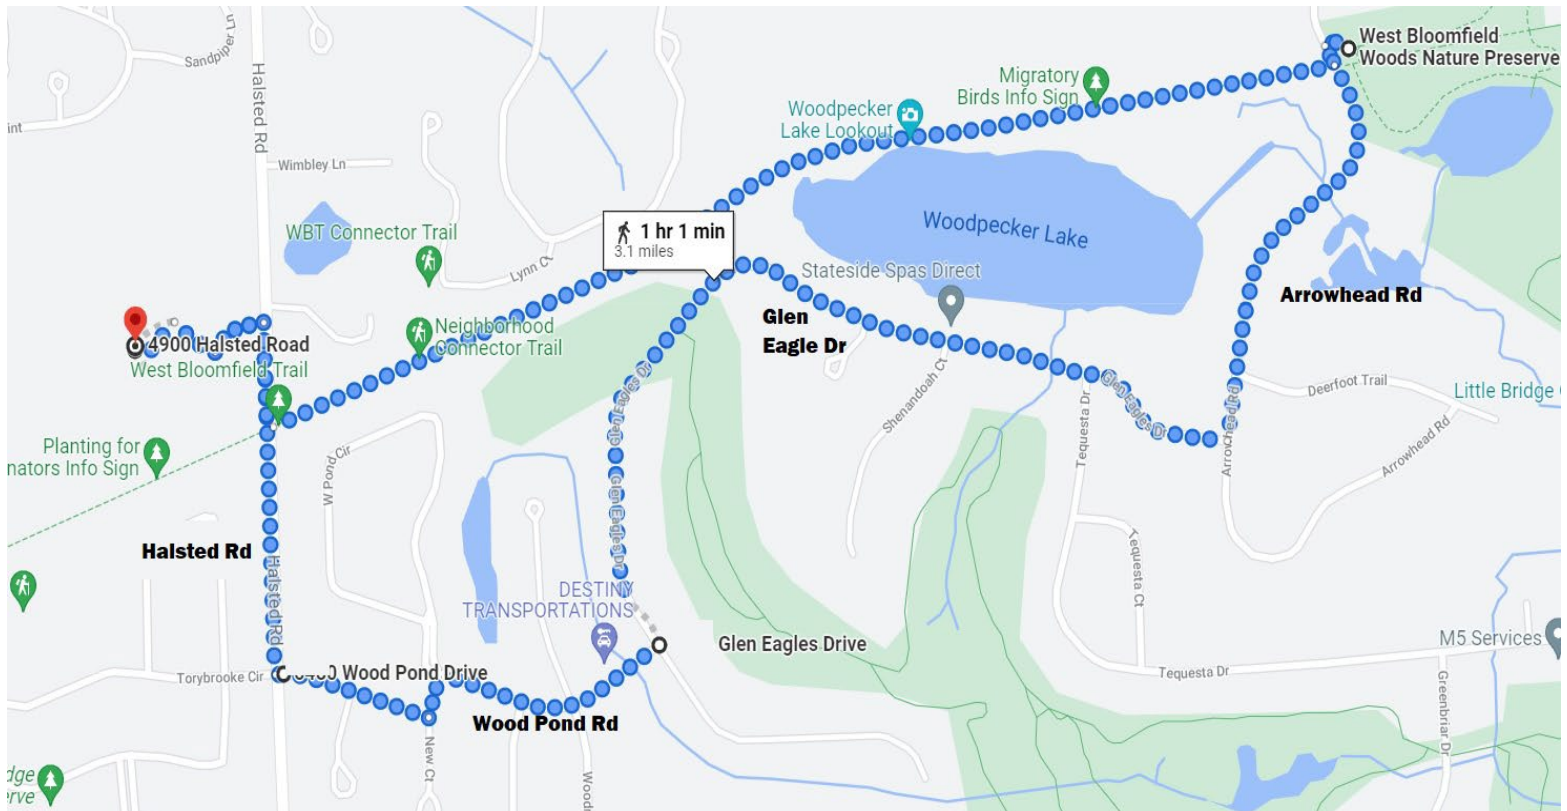 Sandpiper Ln
Halsted Rd
int
Wimbley Ln
WBT Connector Trail
Lynn Ct
1 hr 1 min
3.1 miles
Woodpecker
Lake Lookout
Migratory
Birds Info Sign
West Bloomfield
Woods Nature Preserve
Woodpecker Lake
Stateside Spas Direct
Glen
Eagle Dr
Arrowhead Rd
4900 Halsted Road
West Bloomfield Trail
Neighborhood
Connector Trail
Glen Eagles Dr
Shenandoah Ct
Tequesta Dr
Glen Eagles Dr
Arrowhead Rd
Deerfoot Trail
Little Bridge
Arrowhead Rd
Planting for
nators Info Sign
W Pond Cir
Glen Eagles Dr
Halsted Rd
Halsted Rd
Tequesta Ct
DESTINY
TRANSPORTATIONS
Glen Eagles Drive
M5 Services
Torybrooke Cir
Wood Pond Drive
Tequesta Dr
Greenbriar Dr
Wood Pond Rd
New Ct
dge
erve